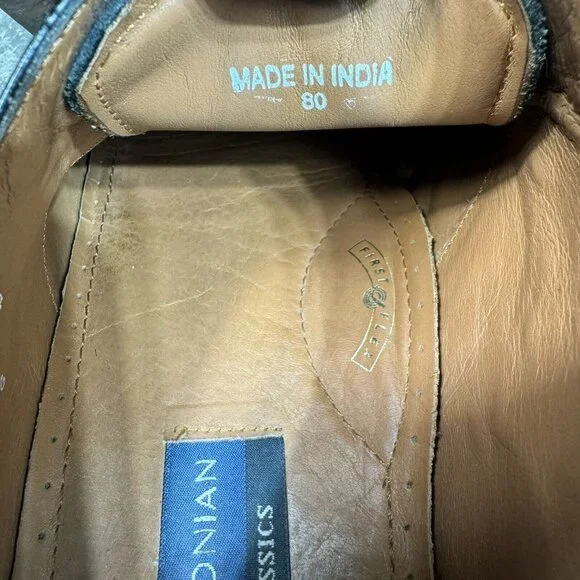 MADE IN INDIA
80
FIRST FLEX
ONIAN
SSICS